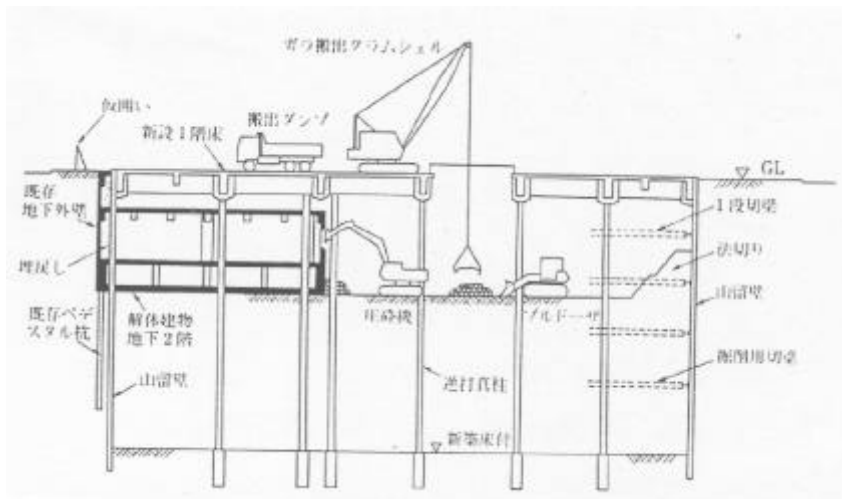 ガラ搬出クラムシェル
仮囲い
搬出ダンプ
新設1階床
GL
既存
地下外壁
1段切梁
法切り
埋戻し
山留壁
既存ペデ
スタル杭
解体建物
地下2階
圧砕機
ブルドーザ
掘削用切梁
山留壁
逆打真柱
新築床付